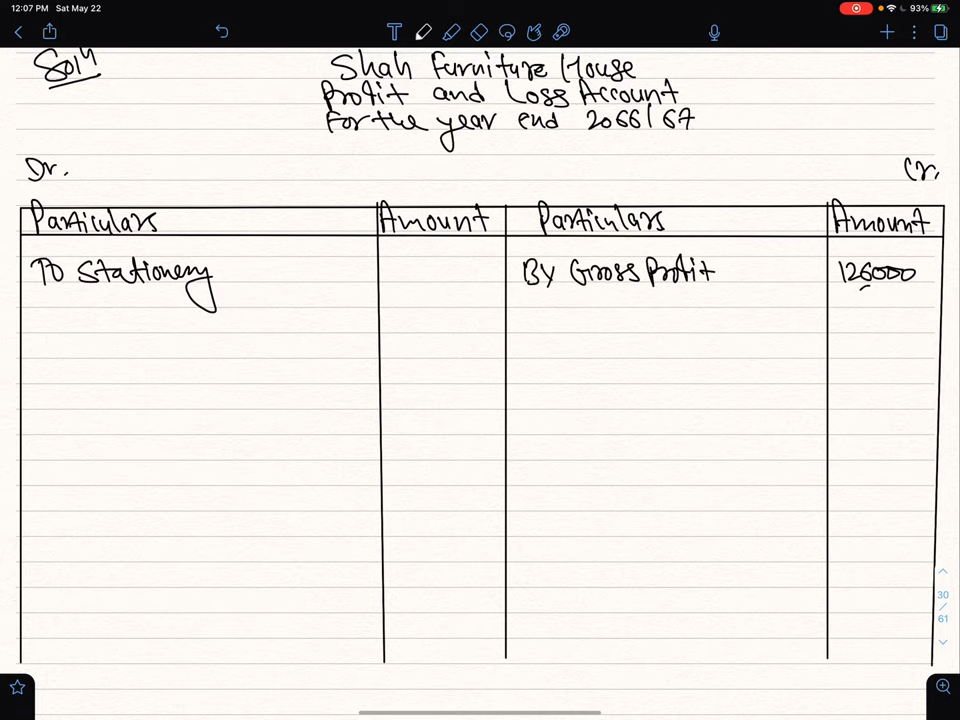 12:07 PM Sat May 22 93%
Soln
Shah Furniture House
Profit and Loss Account
For the year end 2066/67
Dr. Cr.
Particulars Amount Particulars Amount
To Stationery By Gross Profit 126000
30
/
61